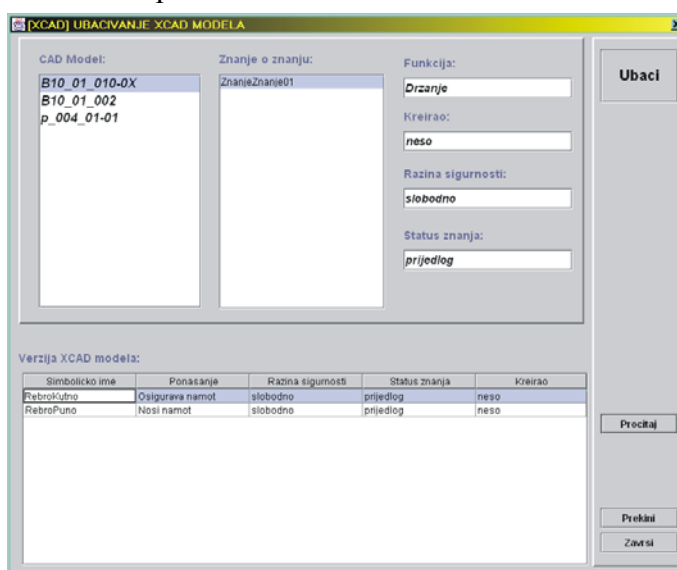 [XCAD] UBACIVANJE XCAD MODELA
CAD Model:
B10_01_010-0X
B10_01_002
p_004_01-01
Znanje o znanju:
ZnanjeZnanje01
Funkcija:
Drzanje
Kreirao:
neso
Razina sigurnosti:
slobodno
Status znanja:
prijedlog
Ubaci
Verzija XCAD modela:
Simbolicko ime Ponasanje Razina sigurnosti Status znanja Kreirao
RebroKutno Osigurava namot slobodno prijedlog neso
RebroPuno Nosi namot slobodno prijedlog neso
Procitaj
Prekini
Zavrsi